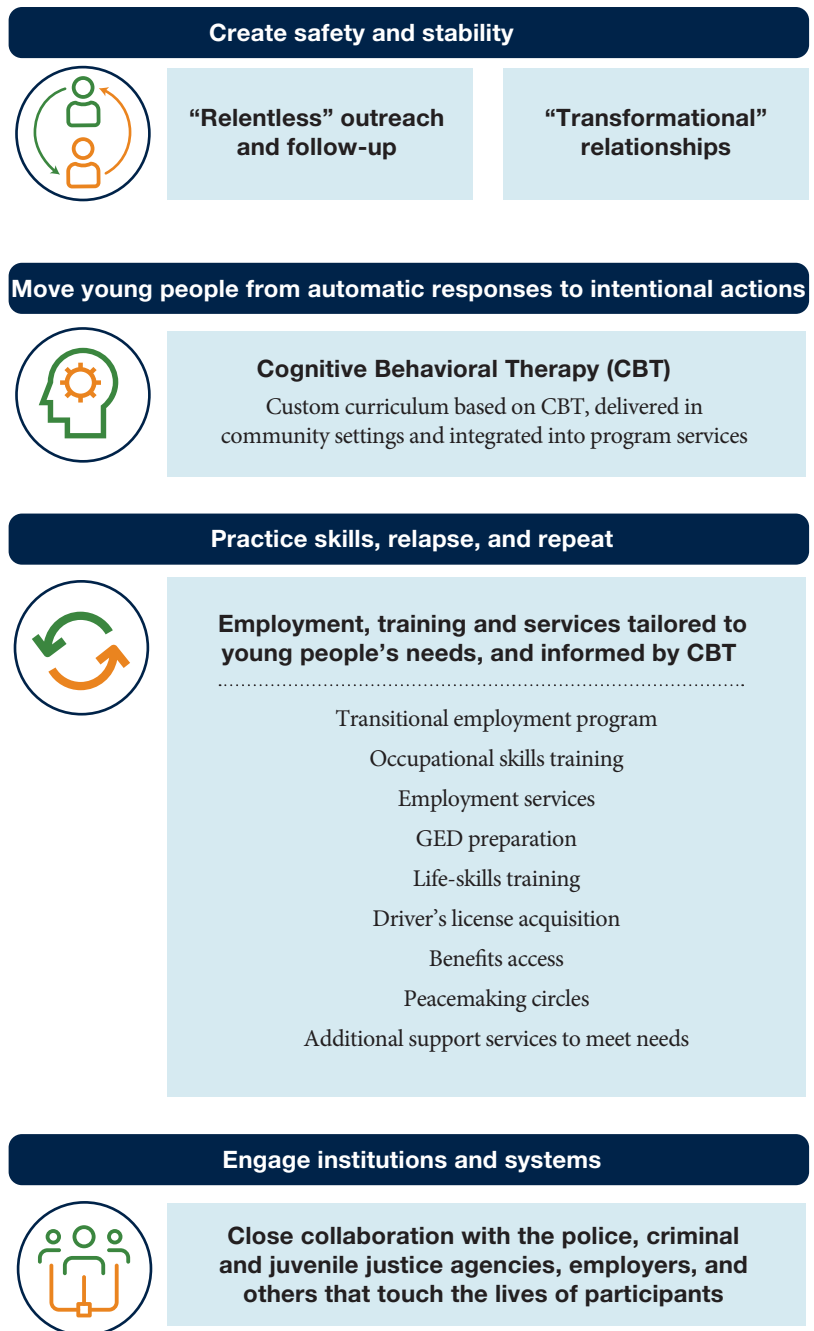 Create safety and stability
“Relentless” outreach
and follow-up
“Transformational”
relationships
Move young people from automatic responses to intentional actions
Cognitive Behavioral Therapy (CBT)
Custom curriculum based on CBT, delivered in
community settings and integrated into program services
Practice skills, relapse, and repeat
Employment, training and services tailored to
young people’s needs, and informed by CBT
Transitional employment program
Occupational skills training
Employment services
GED preparation
Life-skills training
Driver’s license acquisition
Benefits access
Peacemaking circles
Additional support services to meet needs
Engage institutions and systems
Close collaboration with the police, criminal
and juvenile justice agencies, employers, and
others that touch the lives of participants